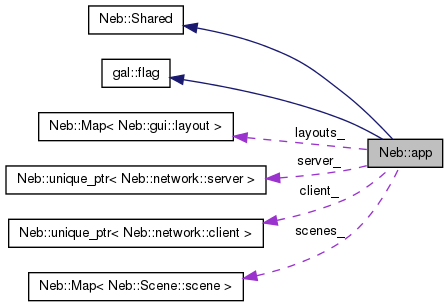 Neb::Shared
gal::flag
Neb::Map< Neb::gui::layout >
layouts_
Neb::app
server_
Neb::unique_ptr< Neb::network::server >
client_
Neb::unique_ptr< Neb::network::client >
scenes_
Neb::Map< Neb::Scene::scene >